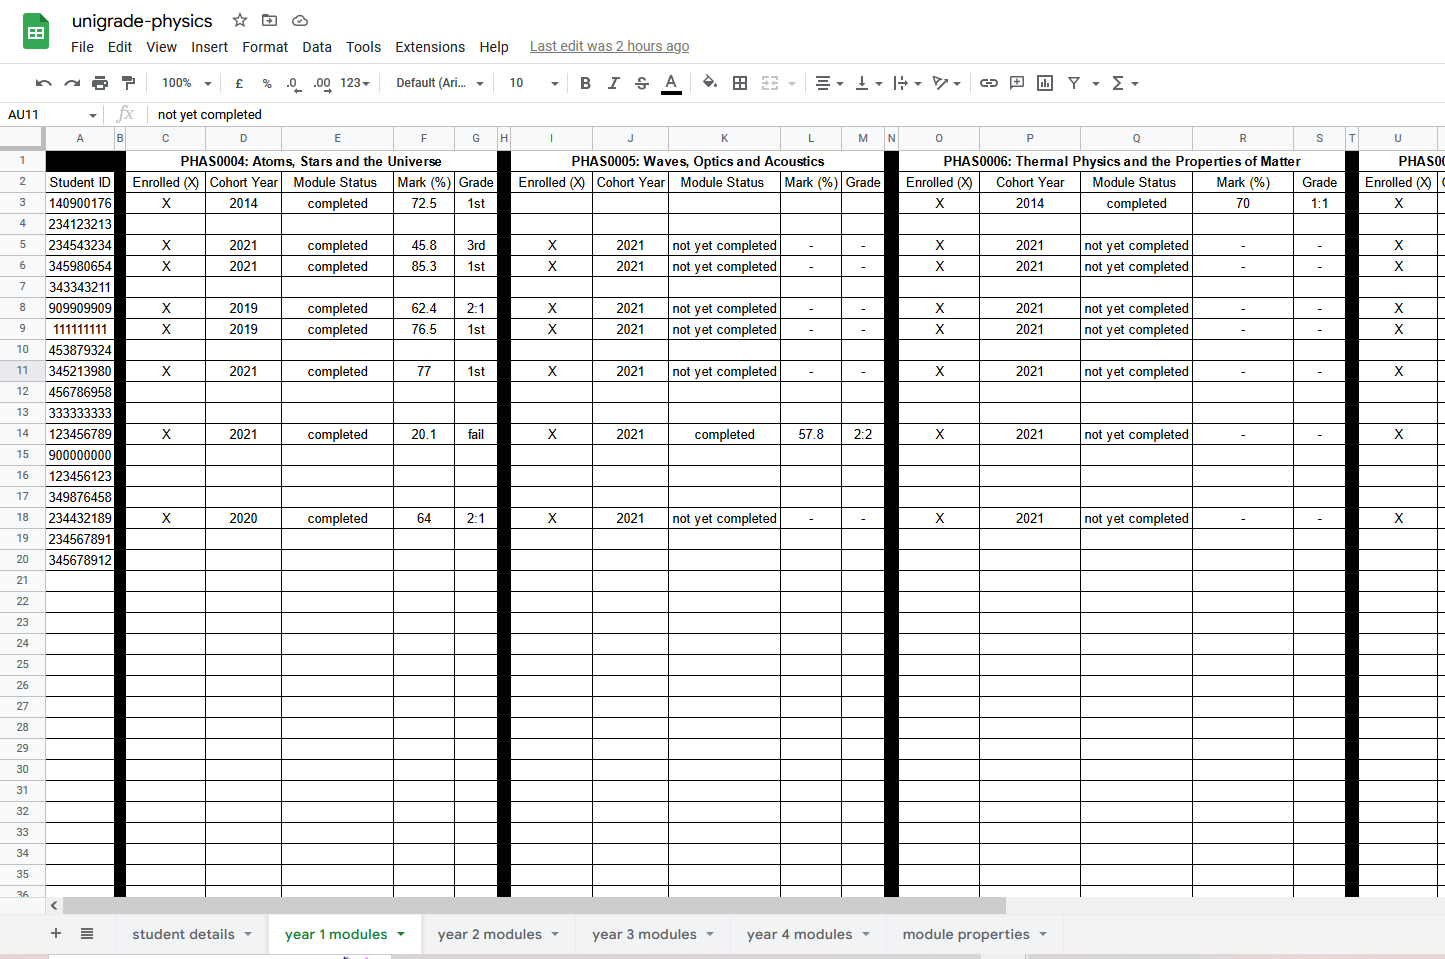 unigrade-physics
File Edit View Insert Format Data Tools Extensions Help Last edit was 2 hours ago
100% £ % .0 .00 123 Default (Ari... 10 B I S A
AU11 fx not yet completed
A B C D E F G H I J K L M N O P Q R S T U
1 PHAS0004: Atoms, Stars and the Universe PHAS0005: Waves, Optics and Acoustics PHAS0006: Thermal Physics and the Properties of Matter PHAS0
2 Student ID Enrolled (X) Cohort Year Module Status Mark (%) Grade Enrolled (X) Cohort Year Module Status Mark (%) Grade Enrolled (X) Cohort Year Module Status Mark (%) Grade Enrolled (X)
3 140900176 X 2014 completed 72.5 1st X 2014 completed 70 1:1 X
4 234123213
5 234543234 X 2021 completed 45.8 3rd X 2021 not yet completed - - X 2021 not yet completed - - X
6 345980654 X 2021 completed 85.3 1st X 2021 not yet completed - - X 2021 not yet completed - - X
7 343343211
8 909909909 X 2019 completed 62.4 2:1 X 2021 not yet completed - - X 2021 not yet completed - - X
9 111111111 X 2019 completed 76.5 1st X 2021 not yet completed - - X 2021 not yet completed - - X
10 453879324
11 345213980 X 2021 completed 77 1st X 2021 not yet completed - - X 2021 not yet completed - - X
12 456786958
13 333333333
14 123456789 X 2021 completed 20.1 fail X 2021 completed 57.8 2:2 X 2021 not yet completed - - X
15 900000000
16 123456123
17 349876458
18 234432189 X 2020 completed 64 2:1 X 2021 not yet completed - - X 2021 not yet completed - - X
19 234567891
20 345678912
21
22
23
24
25
26
27
28
29
30
31
32
33
34
35
36
student details year 1 modules year 2 modules year 3 modules year 4 modules module properties